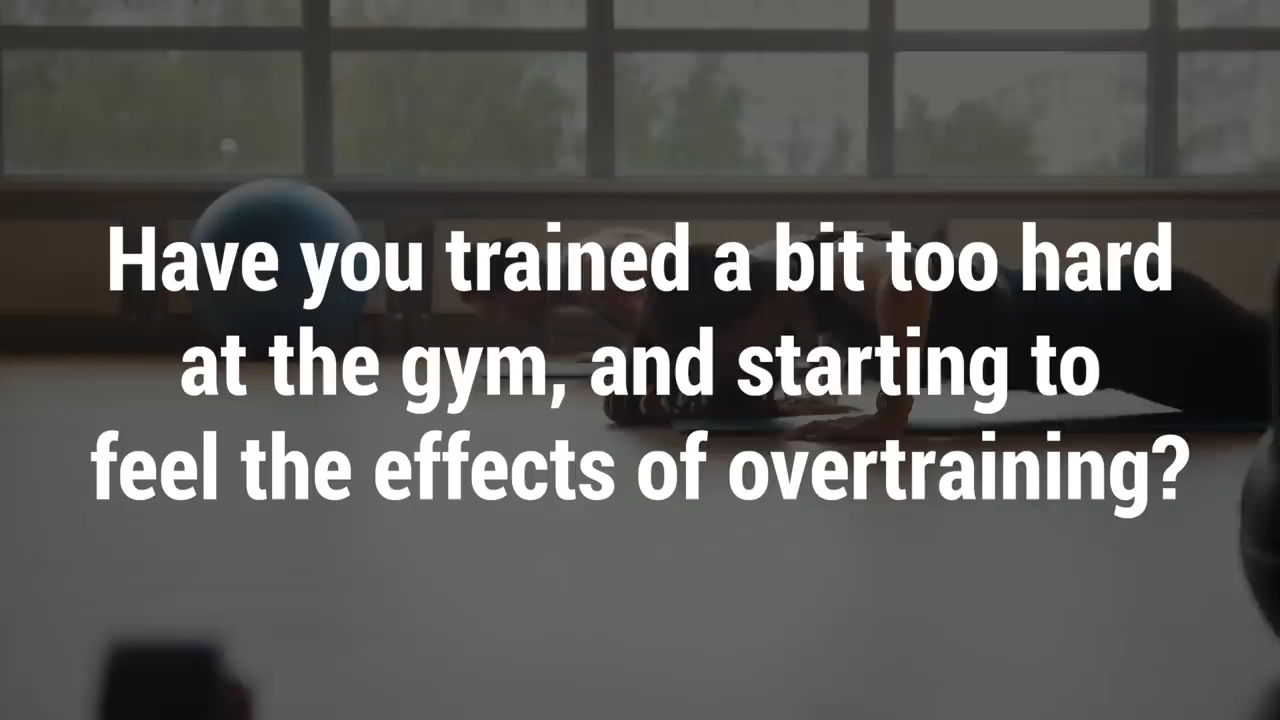 Have you trained a bit too hard
at the gym, and starting to
feel the effects of overtraining?